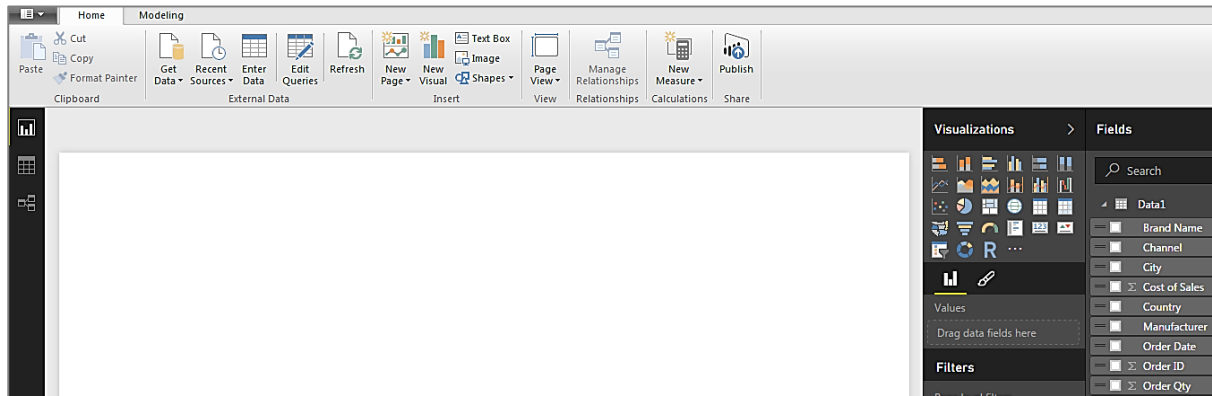 Home Modeling
Cut
Copy
Format Painter
Paste
Get Data
Recent Sources
Enter Data
Edit Queries
Refresh
New Page
New Visual
Text Box
Image
Shapes
Page View
Manage Relationships
New Measure
Publish
Clipboard External Data Insert View Relationships Calculations Share
Visualizations
123
R
Values
Drag data fields here
Filters
Fields
Search
Data1
Brand Name
Channel
City
Σ Cost of Sales
Country
Manufacturer
Order Date
Σ Order ID
Σ Order Qty